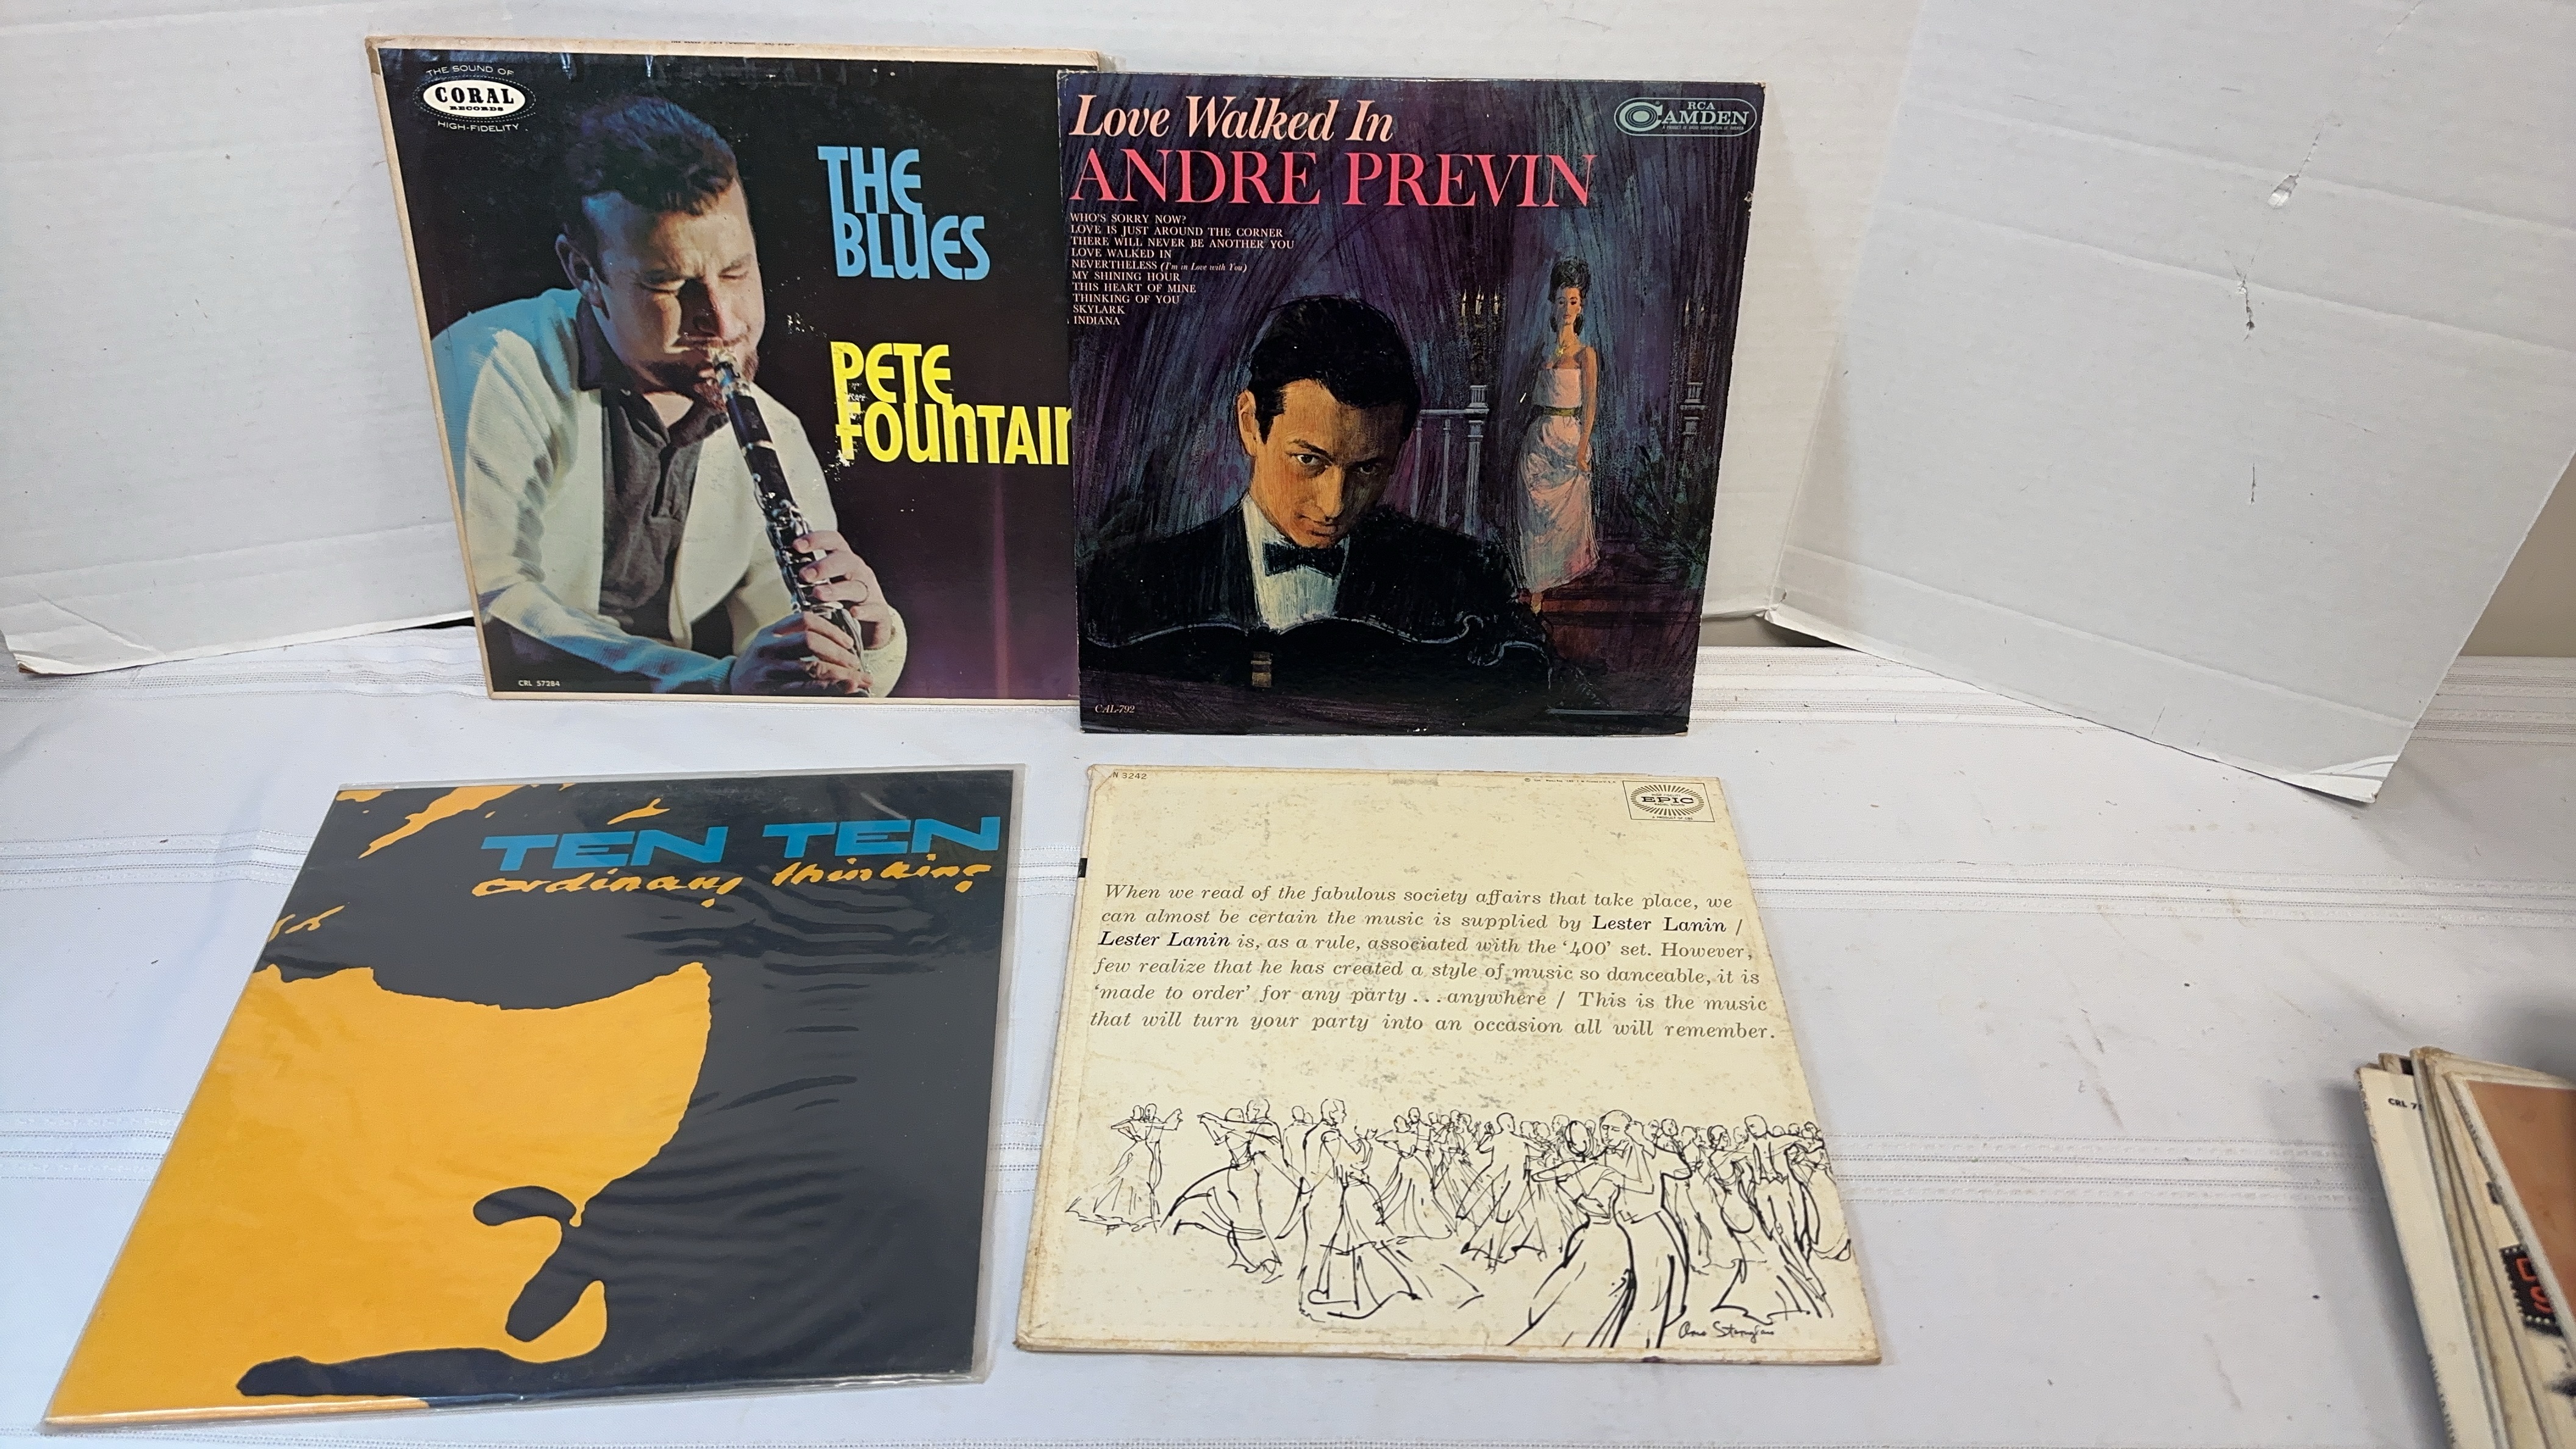 THE SOUND OF
CORAL
RECORDS
HIGH-FIDELITY
THE
BLUES
PETE
FOUNTAIN
CRL 57284
Love Walked In
ANDRE PREVIN
RCA
CAMDEN
WHO'S SORRY NOW?
LOVE IS JUST AROUND THE CORNER
THERE WILL NEVER BE ANOTHER YOU
LOVE WALKED IN
NEVERTHELESS (I'm in Love with You)
MY SHINING HOUR
THIS HEART OF MINE
THINKING OF YOU
SKYLARK
INDIANA
CAL-792
TEN TEN
ordinary thinking
N 3242
EPIC
When we read of the fabulous society affairs that take place, we
can almost be certain the music is supplied by Lester Lanin /
Lester Lanin is, as a rule, associated with the '400' set. However,
few realize that he has created a style of music so danceable, it is
'made to order' for any party . . . anywhere / This is the music
that will turn your party into an occasion all will remember.
CRL 7